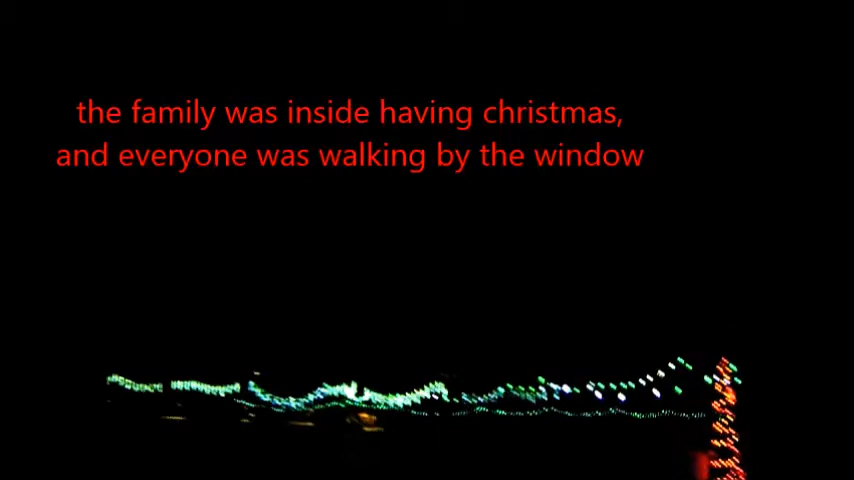 the family was inside having christmas,
and everyone was walking by the window